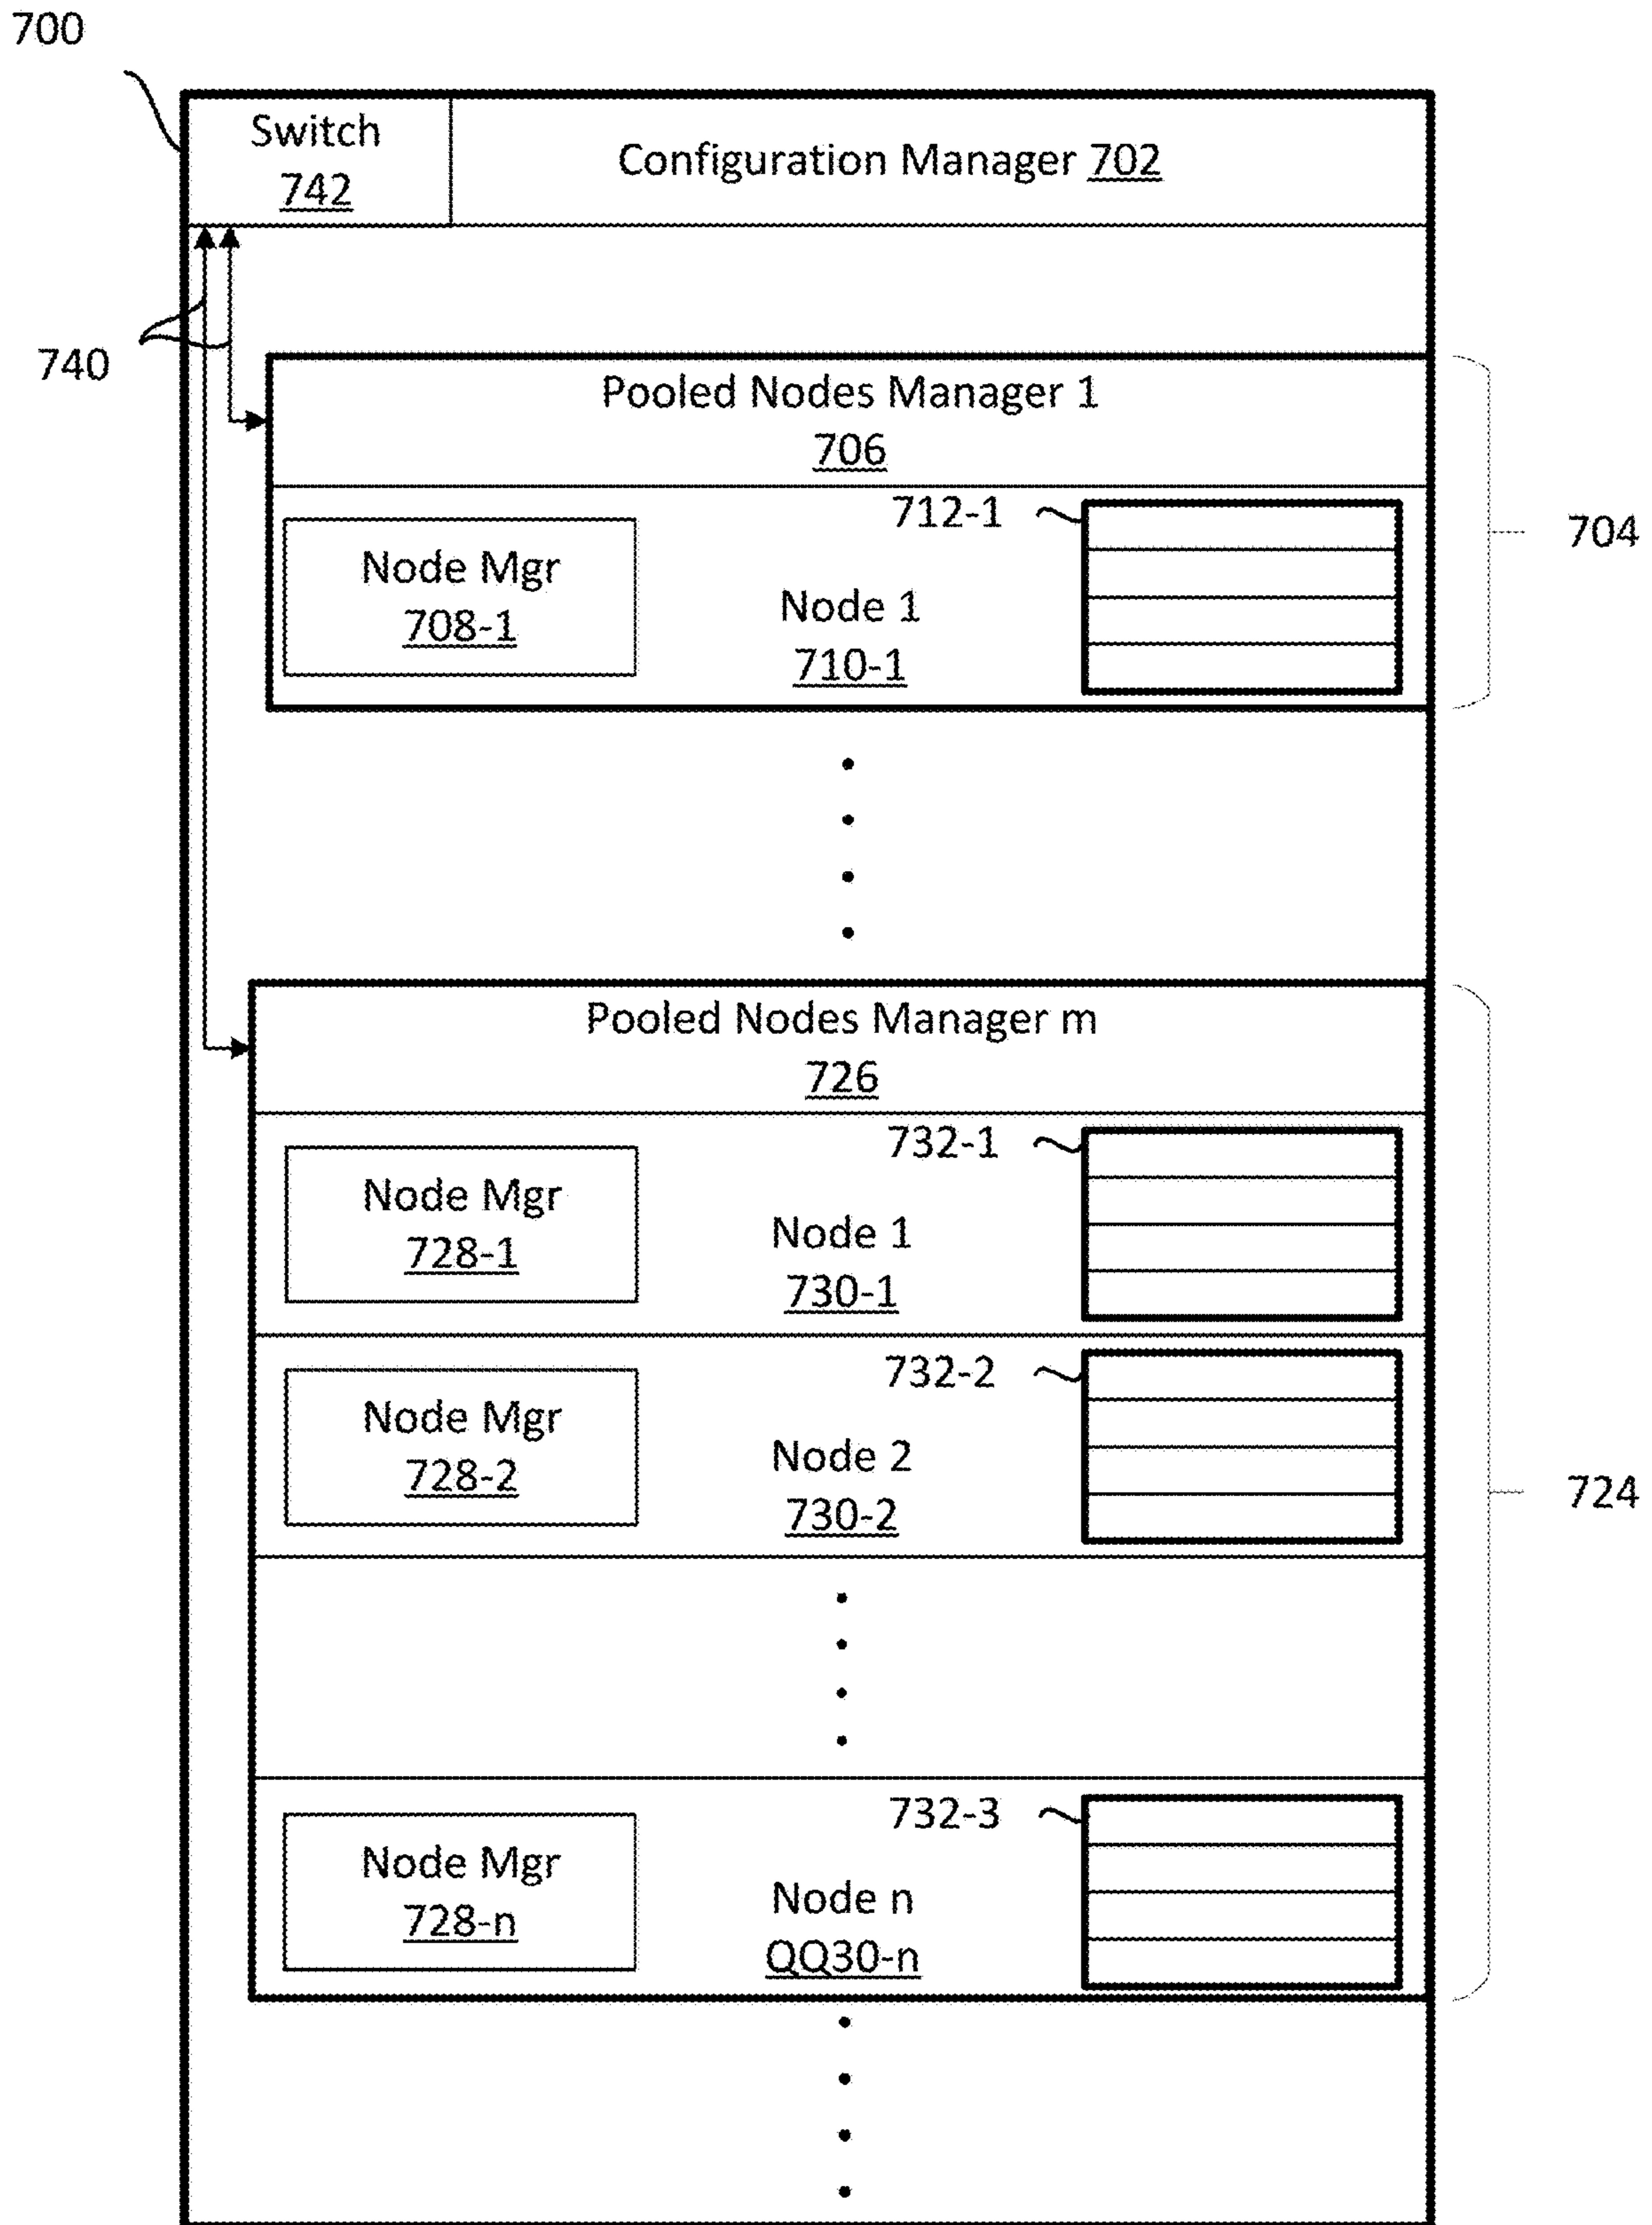 700
Switch
742
Configuration Manager 702
740
Pooled Nodes Manager 1
706
712-1
704
Node Mgr
708-1
Node 1
710-1
Pooled Nodes Manager m
726
732-1
Node Mgr
728-1
Node 1
730-1
732-2
Node Mgr
728-2
Node 2
730-2
724
732-3
Node Mgr
728-n
Node n
QQ30-n